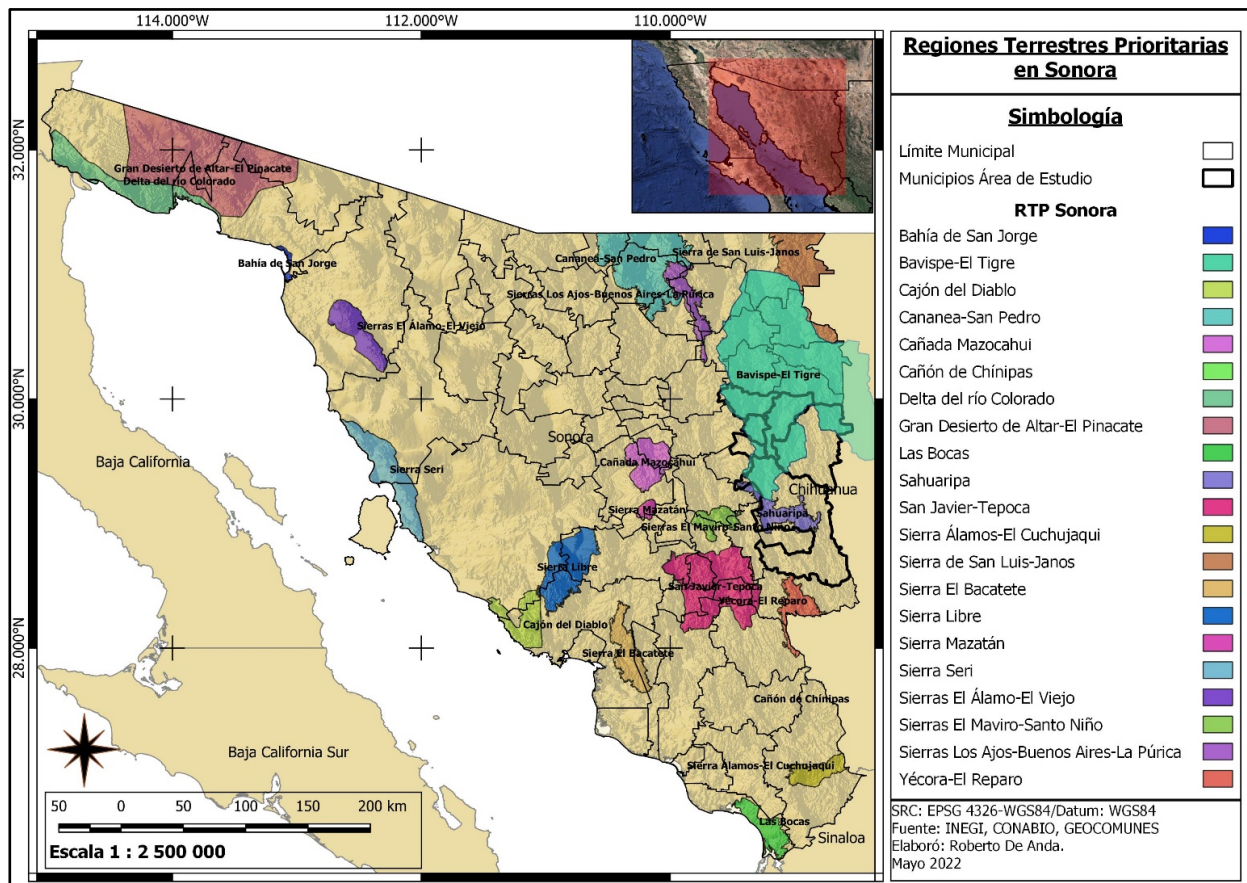 114.000°W
112.000°W
110.000°W
32.000°N
30.000°N
28.000°N
Gran Desierto de Altar-El Pinacate
Delta del río Colorado
Bahía de San Jorge
Cananea-San Pedro
Sierra de San Luis-Janos
Sierras Los Ajos-Buenos Aires-La Púrica
Sierras El Álamo-El Viejo
Bavispe-El Tigre
Sonora
Baja California
Sierra Seri
Cañada Mazocahui
Chihuahua
Sierra Mazatán
Sahuaripa
Sierras El Maviro-Santo Niño
Sierra Libre
San Javier-Tepoca
Yécora-El Reparo
Cajón del Diablo
Sierra El Bacatete
Cañón de Chínipas
Baja California Sur
Sierra Álamos-El Cuchujaqui
Las Bocas
Sinaloa
50 0 50 100 150 200 km
Escala 1 : 2 500 000
Regiones Terrestres Prioritarias
en Sonora
Simbología
Límite Municipal
Municipios Área de Estudio
RTP Sonora
Bahía de San Jorge
Bavispe-El Tigre
Cajón del Diablo
Cananea-San Pedro
Cañada Mazocahui
Cañón de Chínipas
Delta del río Colorado
Gran Desierto de Altar-El Pinacate
Las Bocas
Sahuaripa
San Javier-Tepoca
Sierra Álamos-El Cuchujaqui
Sierra de San Luis-Janos
Sierra El Bacatete
Sierra Libre
Sierra Mazatán
Sierra Seri
Sierras El Álamo-El Viejo
Sierras El Maviro-Santo Niño
Sierras Los Ajos-Buenos Aires-La Púrica
Yécora-El Reparo
SRC: EPSG 4326-WGS84/Datum: WGS84
Fuente: INEGI, CONABIO, GEOCOMUNES
Elaboró: Roberto De Anda.
Mayo 2022